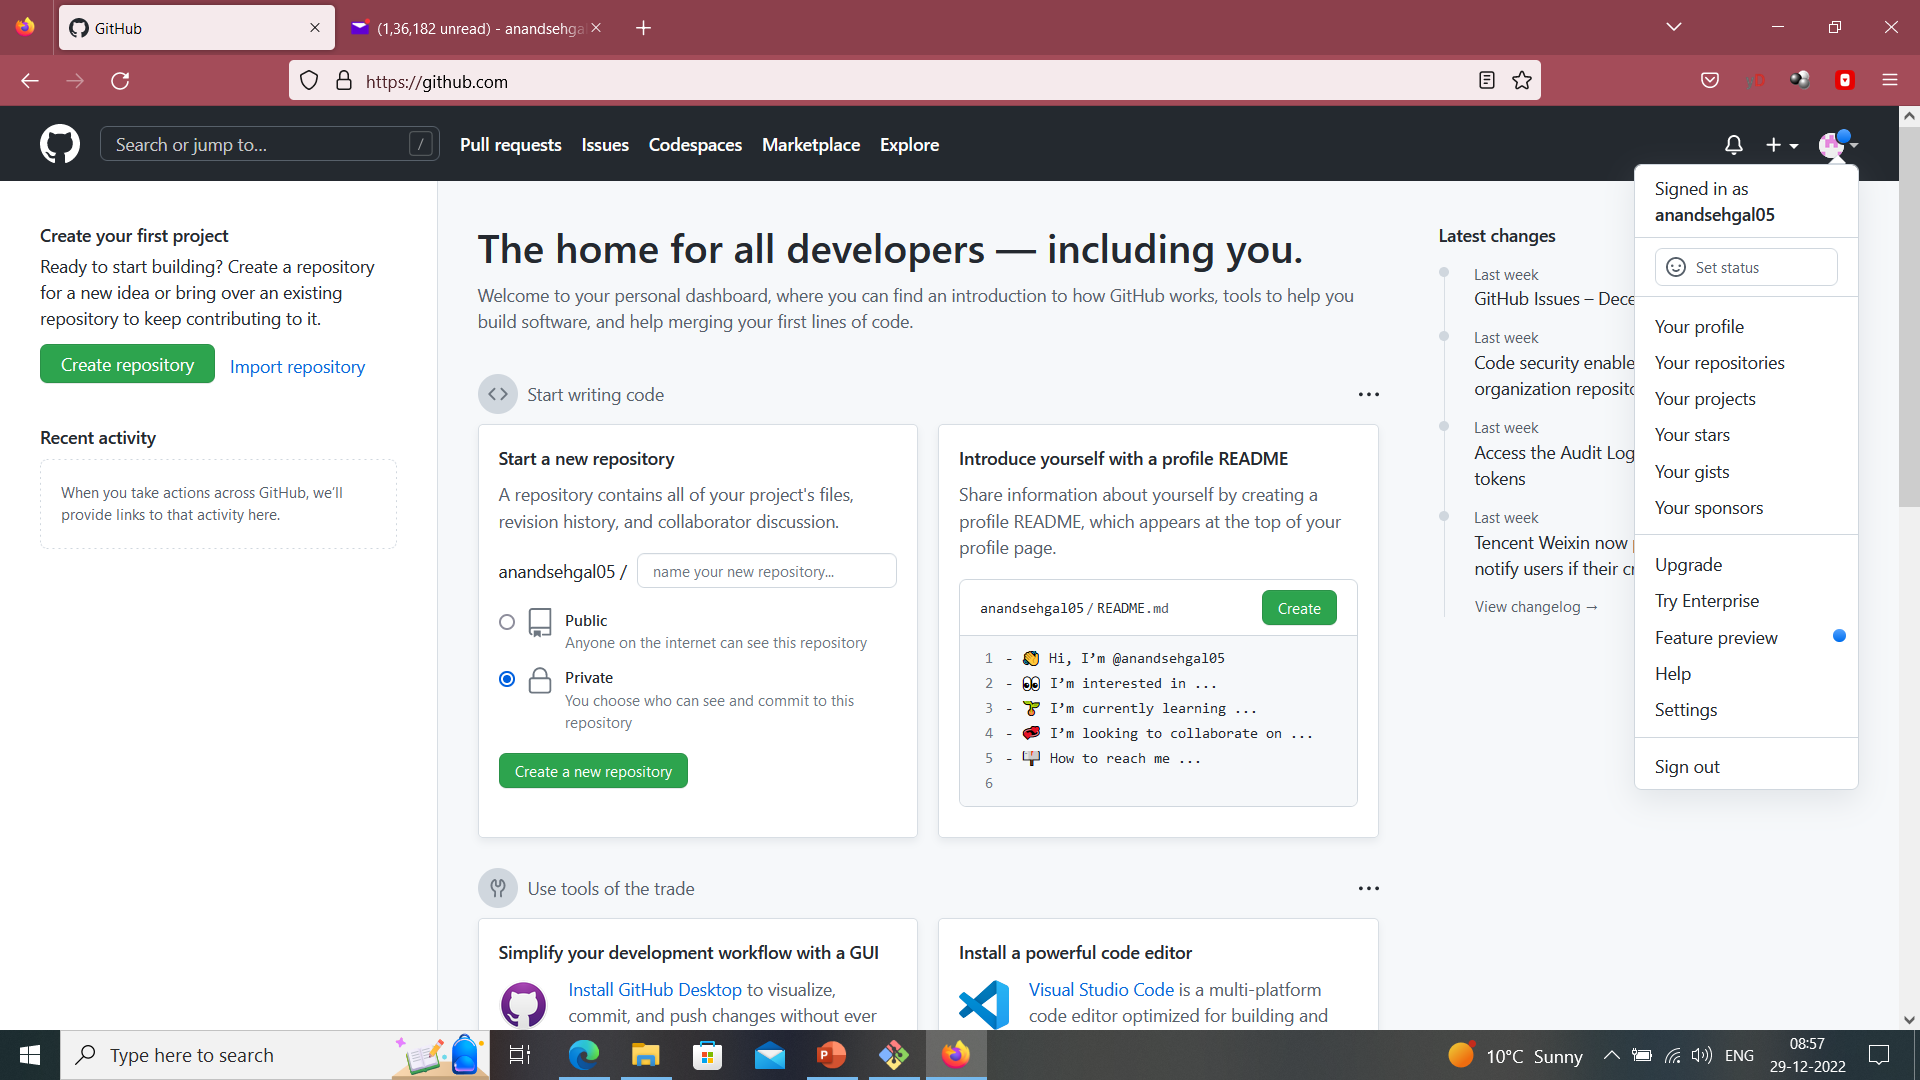 GitHub
(1,36,182 unread) - anandsehga
https://github.com
Search or jump to...
/
Pull requests
Issues
Codespaces
Marketplace
Explore
Signed in as
anandsehgal05
Set status
Your profile
Your repositories
Your projects
Your stars
Your gists
Your sponsors
Upgrade
Try Enterprise
Feature preview
Help
Settings
Sign out
Create your first project
Ready to start building? Create a repository
for a new idea or bring over an existing
repository to keep contributing to it.
Create repository
Import repository
Recent activity
When you take actions across GitHub, we'll
provide links to that activity here.
The home for all developers — including you.
Welcome to your personal dashboard, where you can find an introduction to how GitHub works, tools to help you
build software, and help merging your first lines of code.
Start writing code
Start a new repository
A repository contains all of your project's files,
revision history, and collaborator discussion.
anandsehgal05 /
name your new repository...
Public
Anyone on the internet can see this repository
Private
You choose who can see and commit to this
repository
Create a new repository
Introduce yourself with a profile README
Share information about yourself by creating a
profile README, which appears at the top of your
profile page.
anandsehgal05 / README.md
Create
1 - 👋 Hi, I'm @anandsehgal05
2 - 👀 I'm interested in ...
3 - 🌱 I'm currently learning ...
4 - 💞️ I'm looking to collaborate on ...
5 - 📫 How to reach me ...
6
Use tools of the trade
Simplify your development workflow with a GUI
Install GitHub Desktop to visualize,
commit, and push changes without ever
Install a powerful code editor
Visual Studio Code is a multi-platform
code editor optimized for building and
Latest changes
Last week
GitHub Issues – Dece
Last week
Code security enable
organization reposito
Last week
Access the Audit Log
tokens
Last week
Tencent Weixin now
notify users if their cr
View changelog →
Type here to search
10°C Sunny
ENG
08:57
29-12-2022